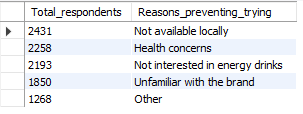 Total_respondents Reasons_preventing_trying
2431 Not available locally
2258 Health concerns
2193 Not interested in energy drinks
1850 Unfamiliar with the brand
1268 Other